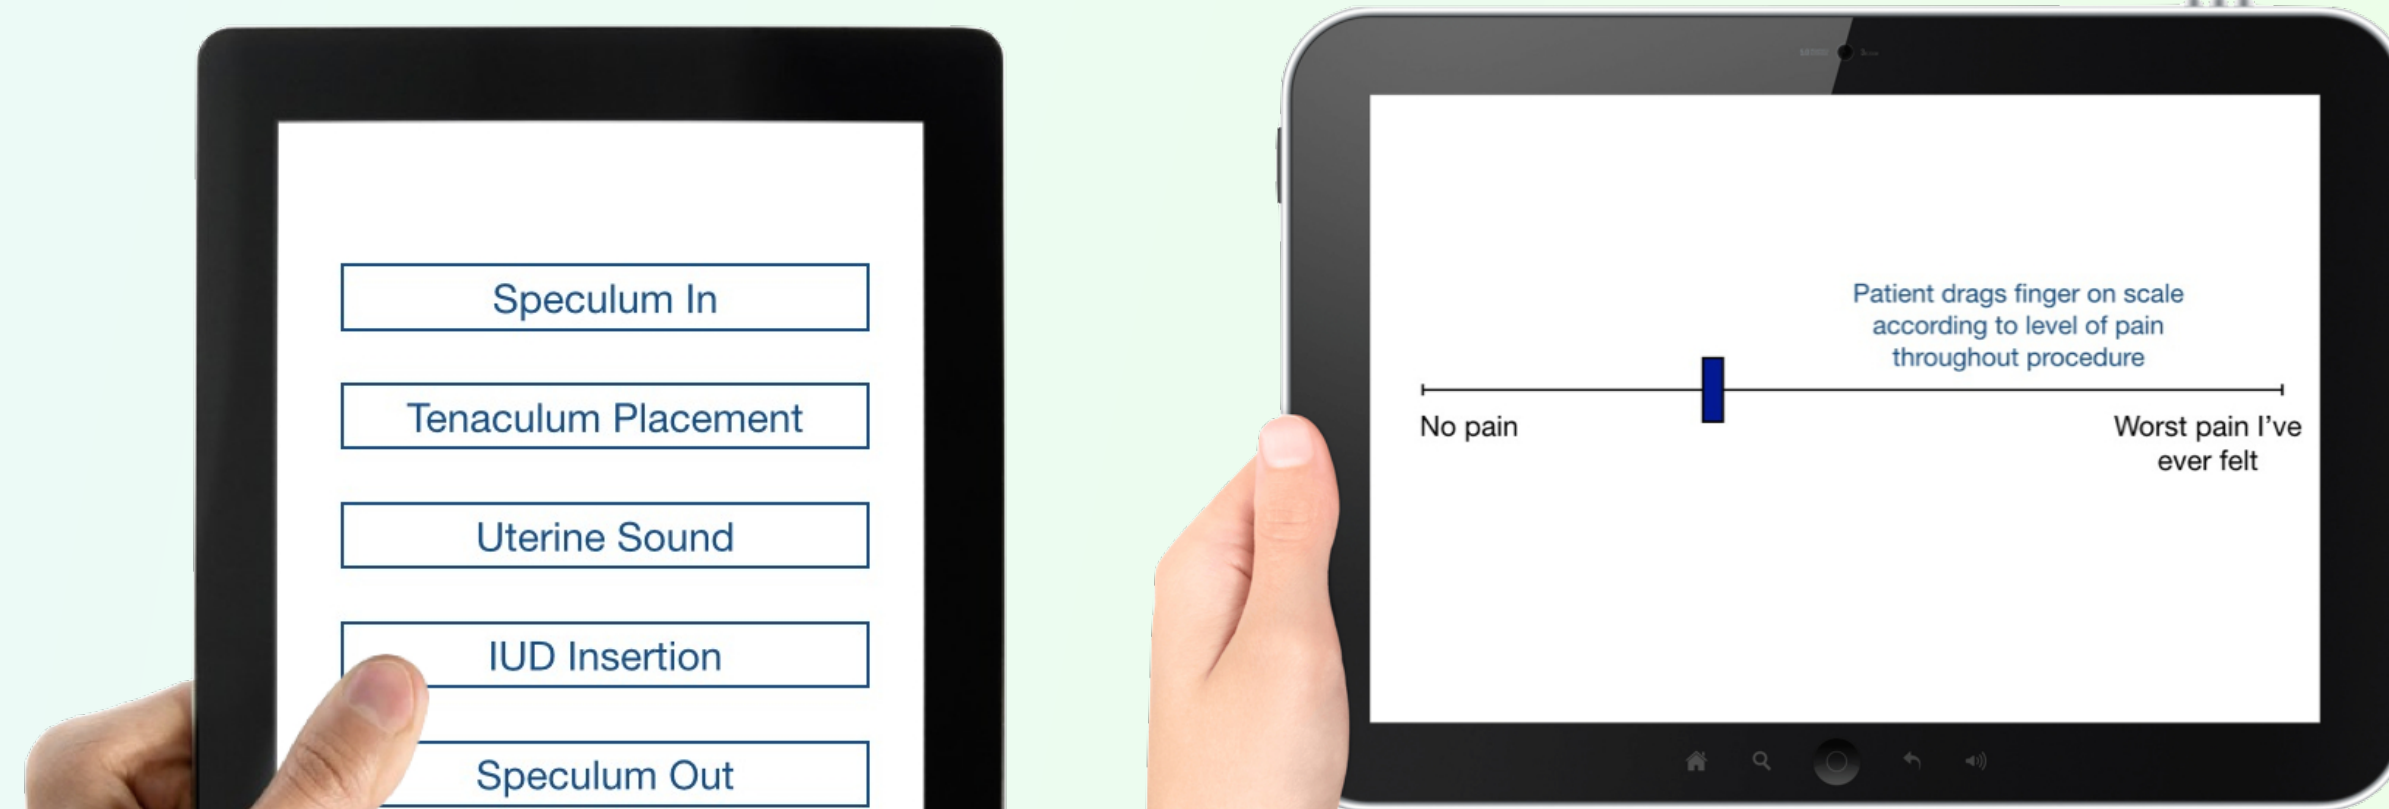 Speculum In
Tenaculum Placement
Uterine Sound
IUD Insertion
Speculum Out
Patient drags finger on scale
according to level of pain
throughout procedure
No pain
Worst pain I've
ever felt